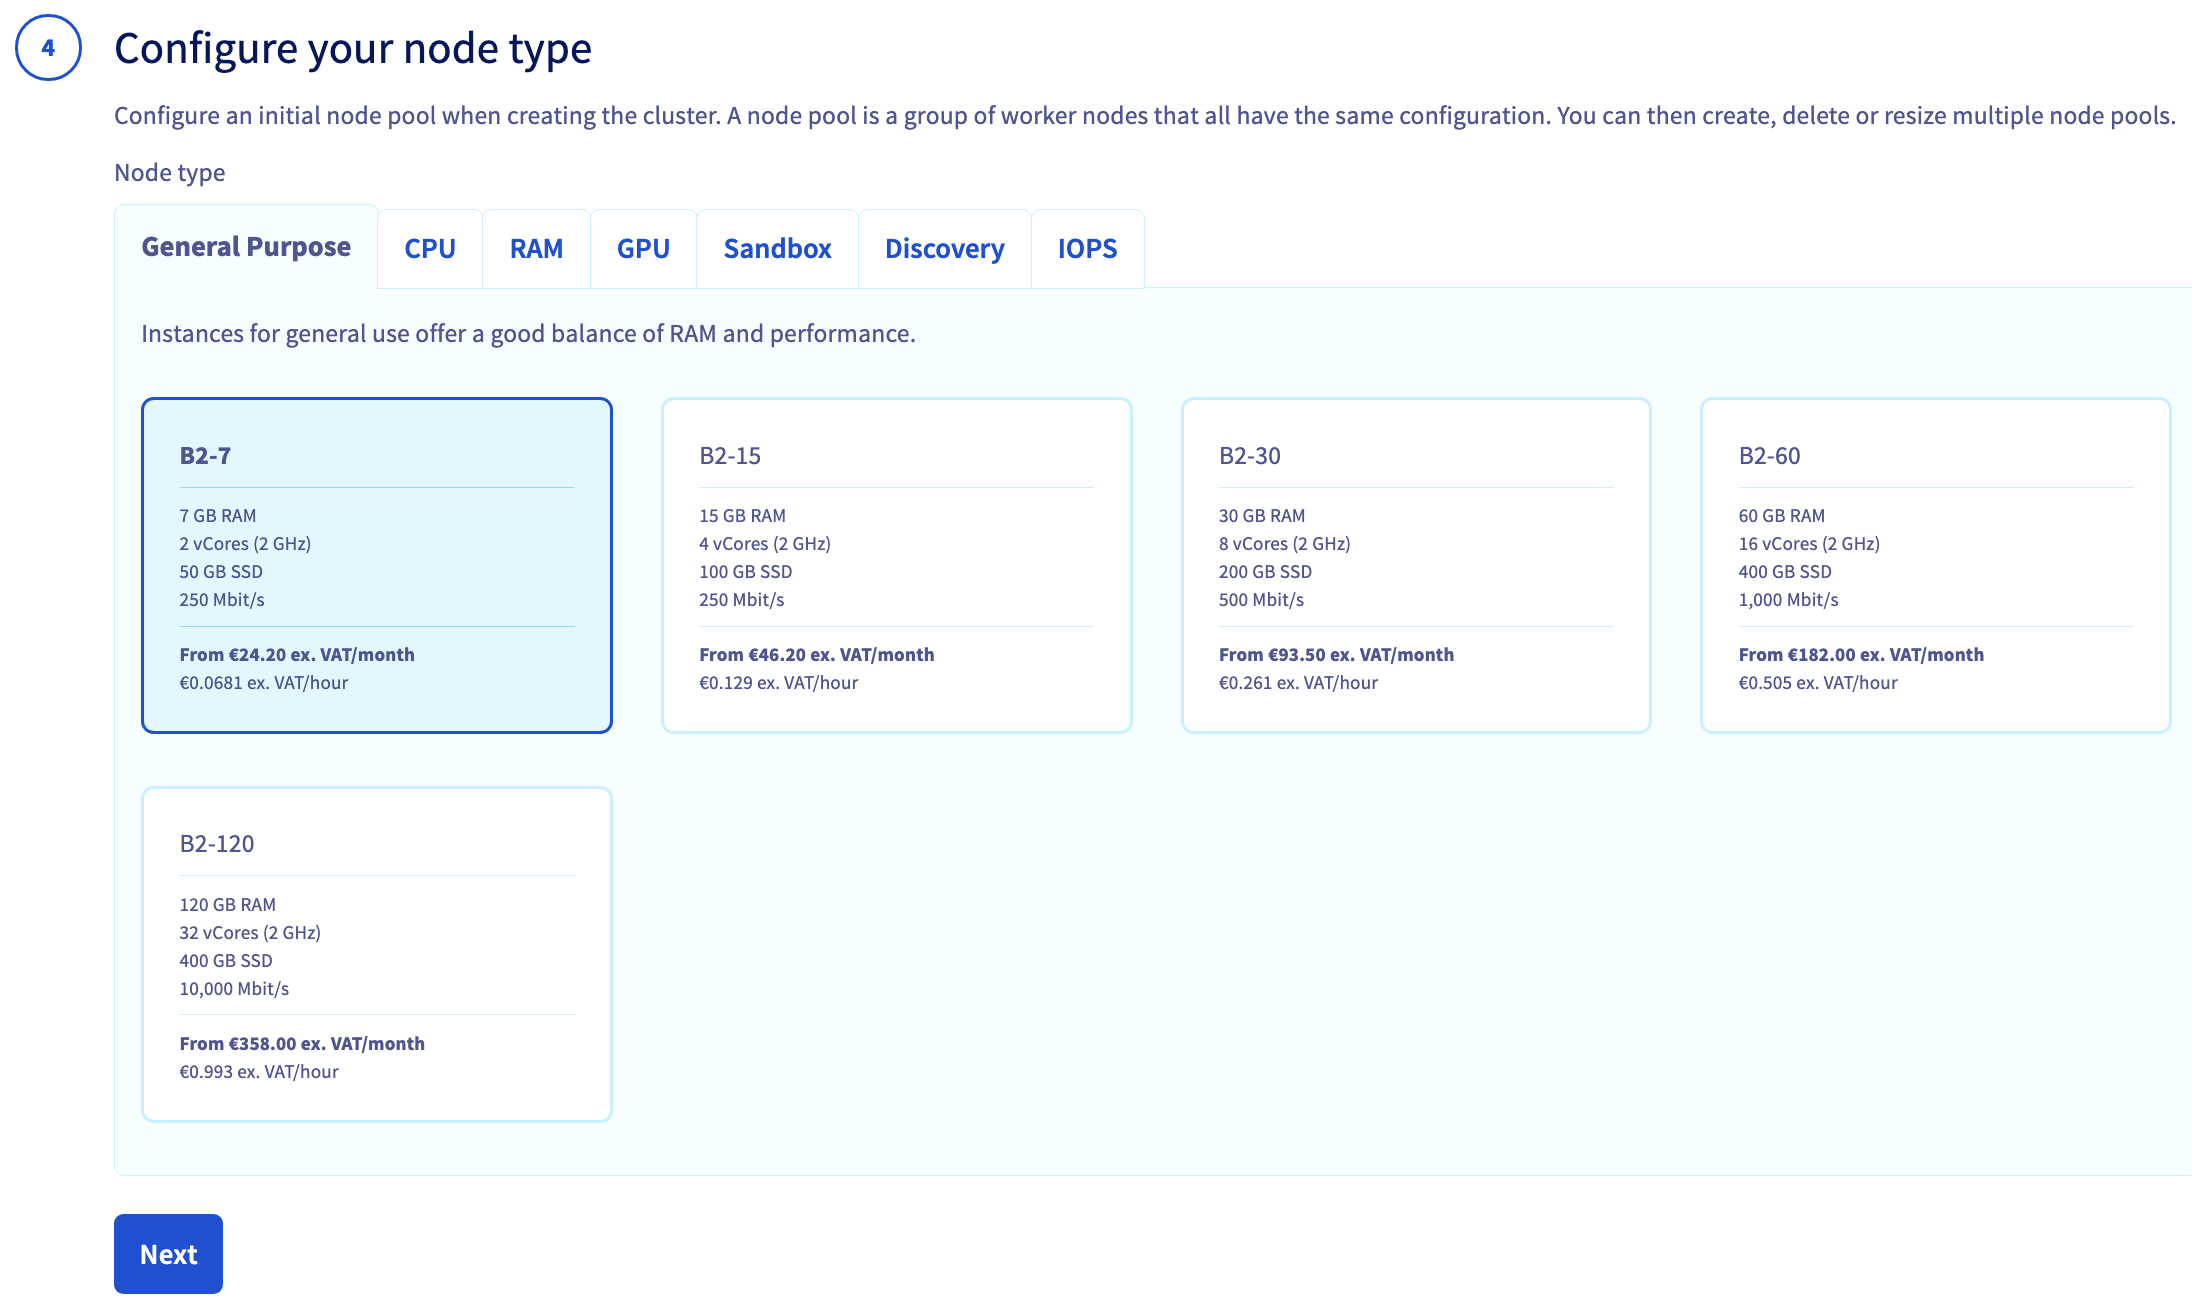 4
Configure your node type
Configure an initial node pool when creating the cluster. A node pool is a group of worker nodes that all have the same configuration. You can then create, delete or resize multiple node pools.
Node type
General Purpose CPU RAM GPU Sandbox Discovery IOPS
Instances for general use offer a good balance of RAM and performance.
B2-7
7 GB RAM
2 vCores (2 GHz)
50 GB SSD
250 Mbit/s
From €24.20 ex. VAT/month
€0.0681 ex. VAT/hour
B2-15
15 GB RAM
4 vCores (2 GHz)
100 GB SSD
250 Mbit/s
From €46.20 ex. VAT/month
€0.129 ex. VAT/hour
B2-30
30 GB RAM
8 vCores (2 GHz)
200 GB SSD
500 Mbit/s
From €93.50 ex. VAT/month
€0.261 ex. VAT/hour
B2-60
60 GB RAM
16 vCores (2 GHz)
400 GB SSD
1,000 Mbit/s
From €182.00 ex. VAT/month
€0.505 ex. VAT/hour
B2-120
120 GB RAM
32 vCores (2 GHz)
400 GB SSD
10,000 Mbit/s
From €358.00 ex. VAT/month
€0.993 ex. VAT/hour
Next